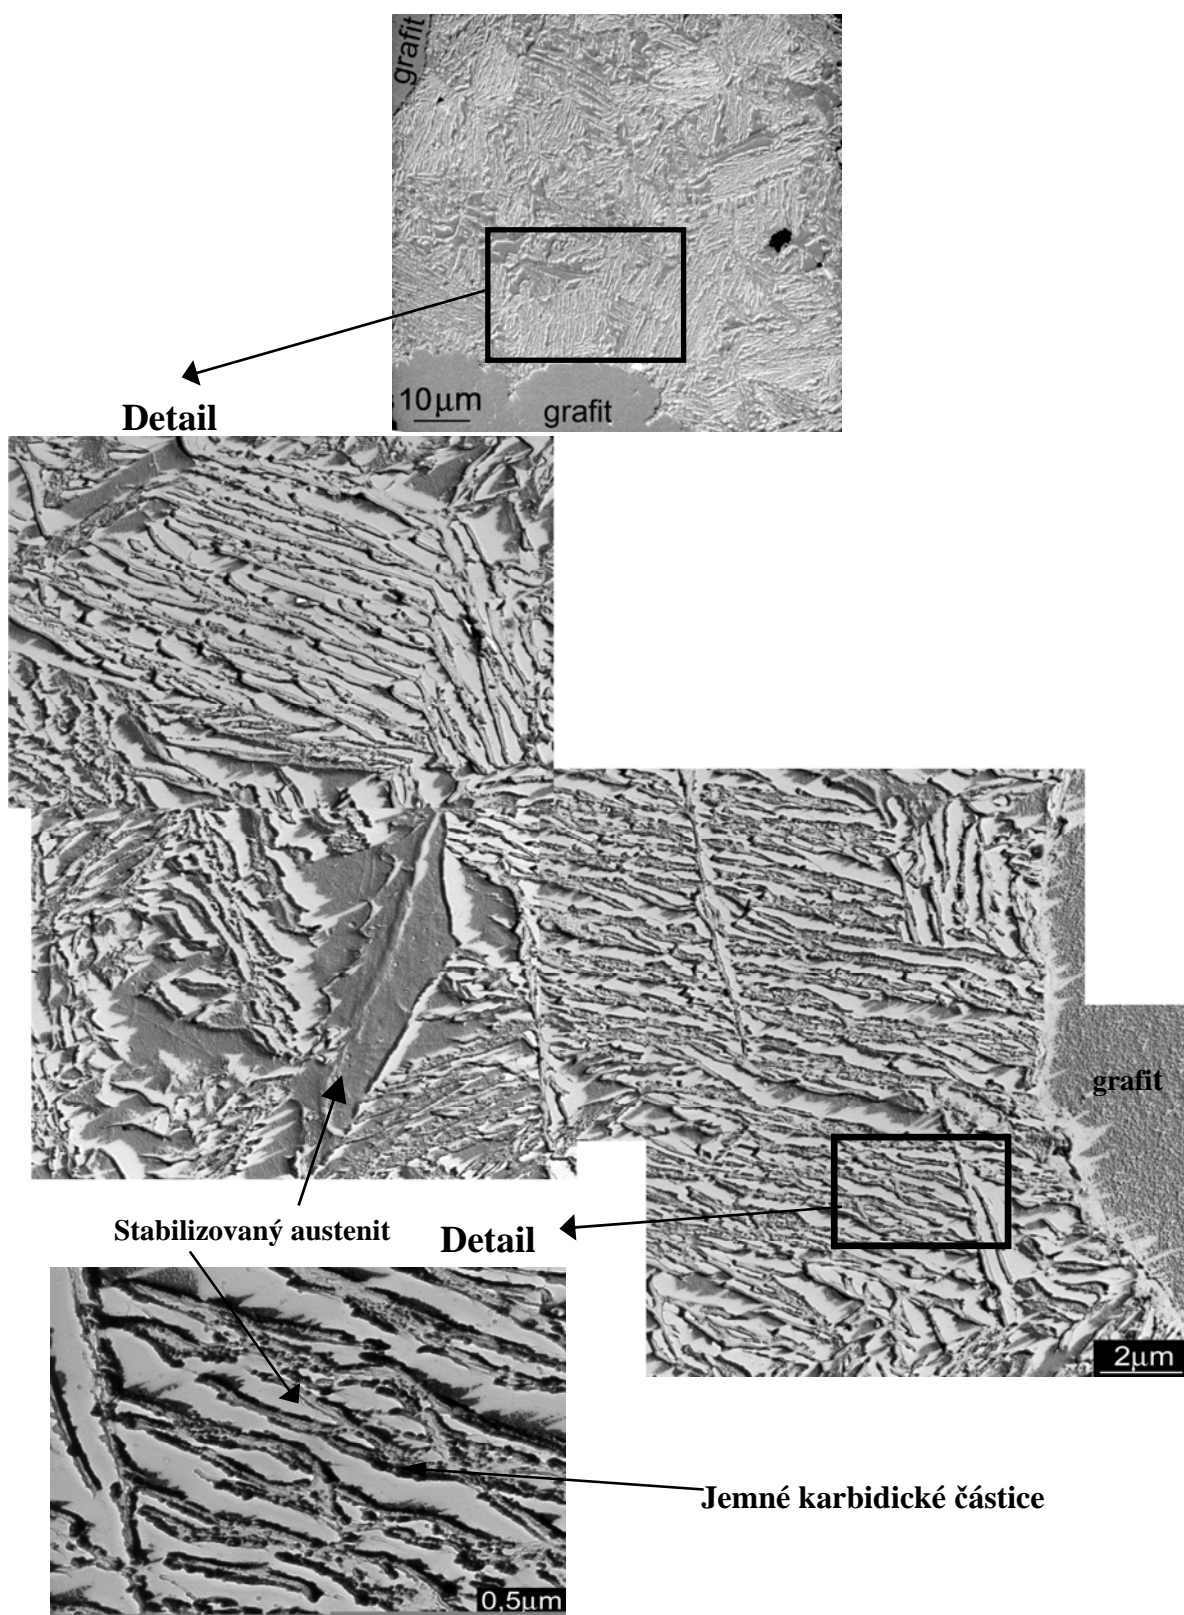 grafit
10µm
grafit
Detail
grafit
Stabilizovaný austenit
Detail
2µm
Jemné karbidické částice
0,5µm